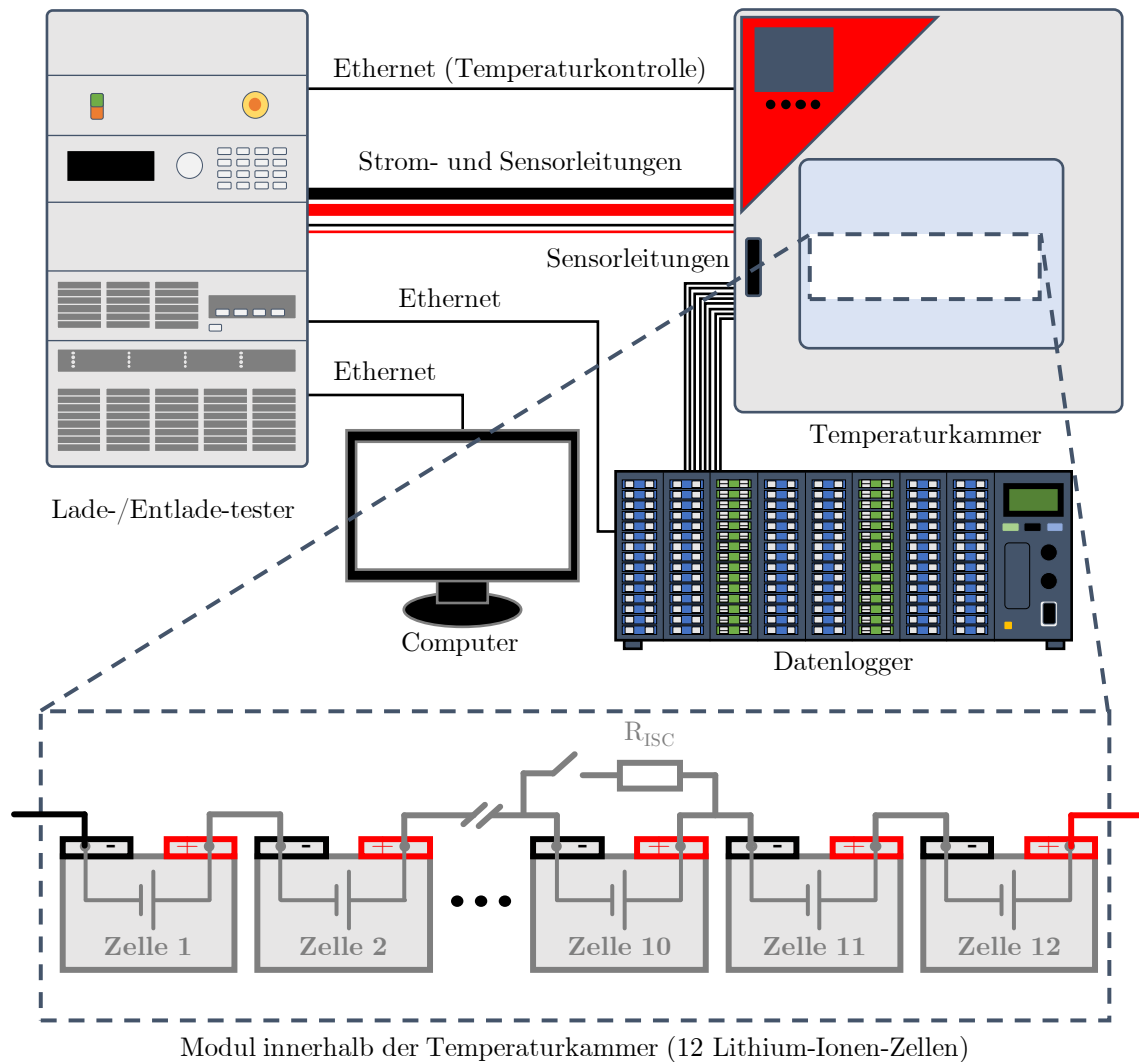 Ethernet (Temperaturkontrolle)
Strom- und Sensorleitungen
Sensorleitungen
Ethernet
Ethernet
Temperaturkammer
Lade-/Entlade-tester
Computer
Datenlogger
R_ISC
- + - + - + - + - +
Zelle 1 Zelle 2 Zelle 10 Zelle 11 Zelle 12
Modul innerhalb der Temperaturkammer (12 Lithium-Ionen-Zellen)